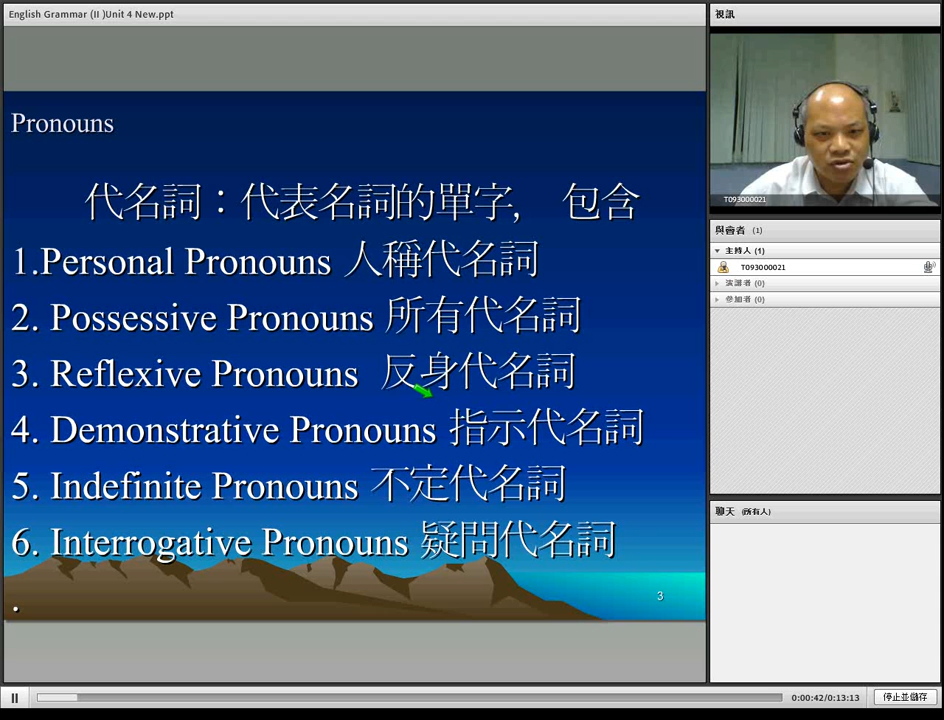 English Grammar (II )Unit 4 New.ppt
Pronouns
代名詞：代表名詞的單字, 包含
1.Personal Pronouns 人稱代名詞
2. Possessive Pronouns 所有代名詞
3. Reflexive Pronouns 反身代名詞
4. Demonstrative Pronouns 指示代名詞
5. Indefinite Pronouns 不定代名詞
6. Interrogative Pronouns 疑問代名詞
.
3
視訊
T093000021
與會者 (1)
主持人 (1)
T093000021
演講者 (0)
參加者 (0)
聊天 (所有人)
0:00:42/0:13:13
停止並儲存